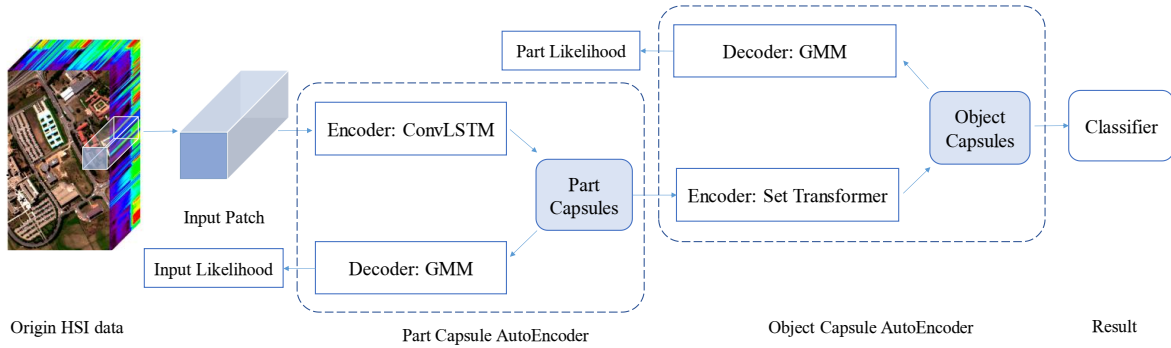 Part Likelihood
Decoder: GMM
Encoder: ConvLSTM
Object
Capsules
Classifier
Part
Capsules
Encoder: Set Transformer
Input Patch
Input Likelihood
Decoder: GMM
Origin HSI data
Part Capsule AutoEncoder
Object Capsule AutoEncoder
Result